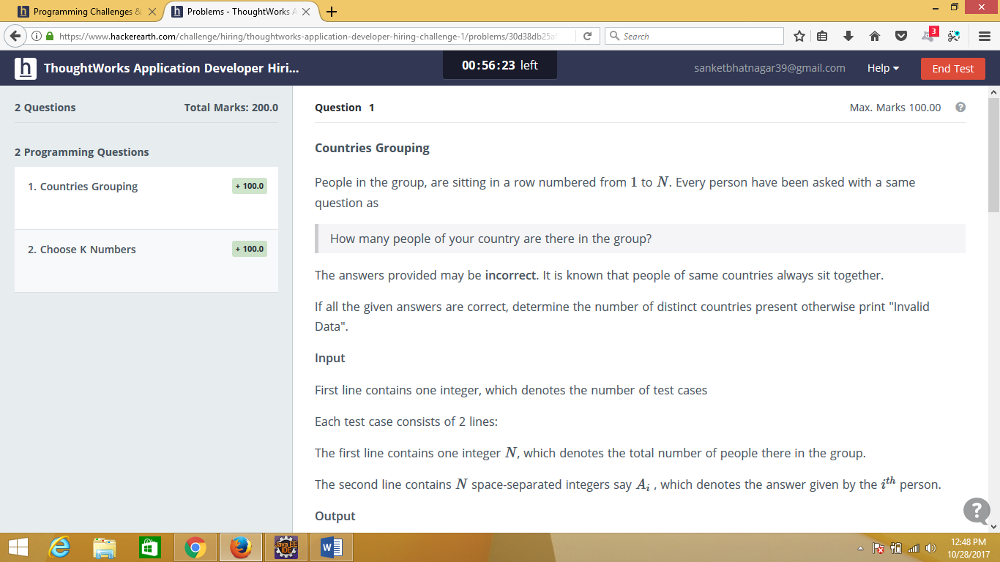 Programming Challenges &
Problems - ThoughtWorks A
https://www.hackerearth.com/challenge/hiring/thoughtworks-application-developer-hiring-challenge-1/problems/30d38db25af
Search
3
h ThoughtWorks Application Developer Hiri...
00:56:23 left
sanketbhatnagar39@gmail.com
Help
End Test
2 Questions
Total Marks: 200.0
2 Programming Questions
1. Countries Grouping
+ 100.0
2. Choose K Numbers
+ 100.0
Question 1
Max. Marks 100.00
?
Countries Grouping
People in the group, are sitting in a row numbered from 1 to N. Every person have been asked with a same
question as
How many people of your country are there in the group?
The answers provided may be incorrect. It is known that people of same countries always sit together.
If all the given answers are correct, determine the number of distinct countries present otherwise print "Invalid
Data".
Input
First line contains one integer, which denotes the number of test cases
Each test case consists of 2 lines:
The first line contains one integer N, which denotes the total number of people there in the group.
The second line contains N space-separated integers say Ai , which denotes the answer given by the ith person.
Output
?
Java EE
IDE
12:48 PM
10/28/2017